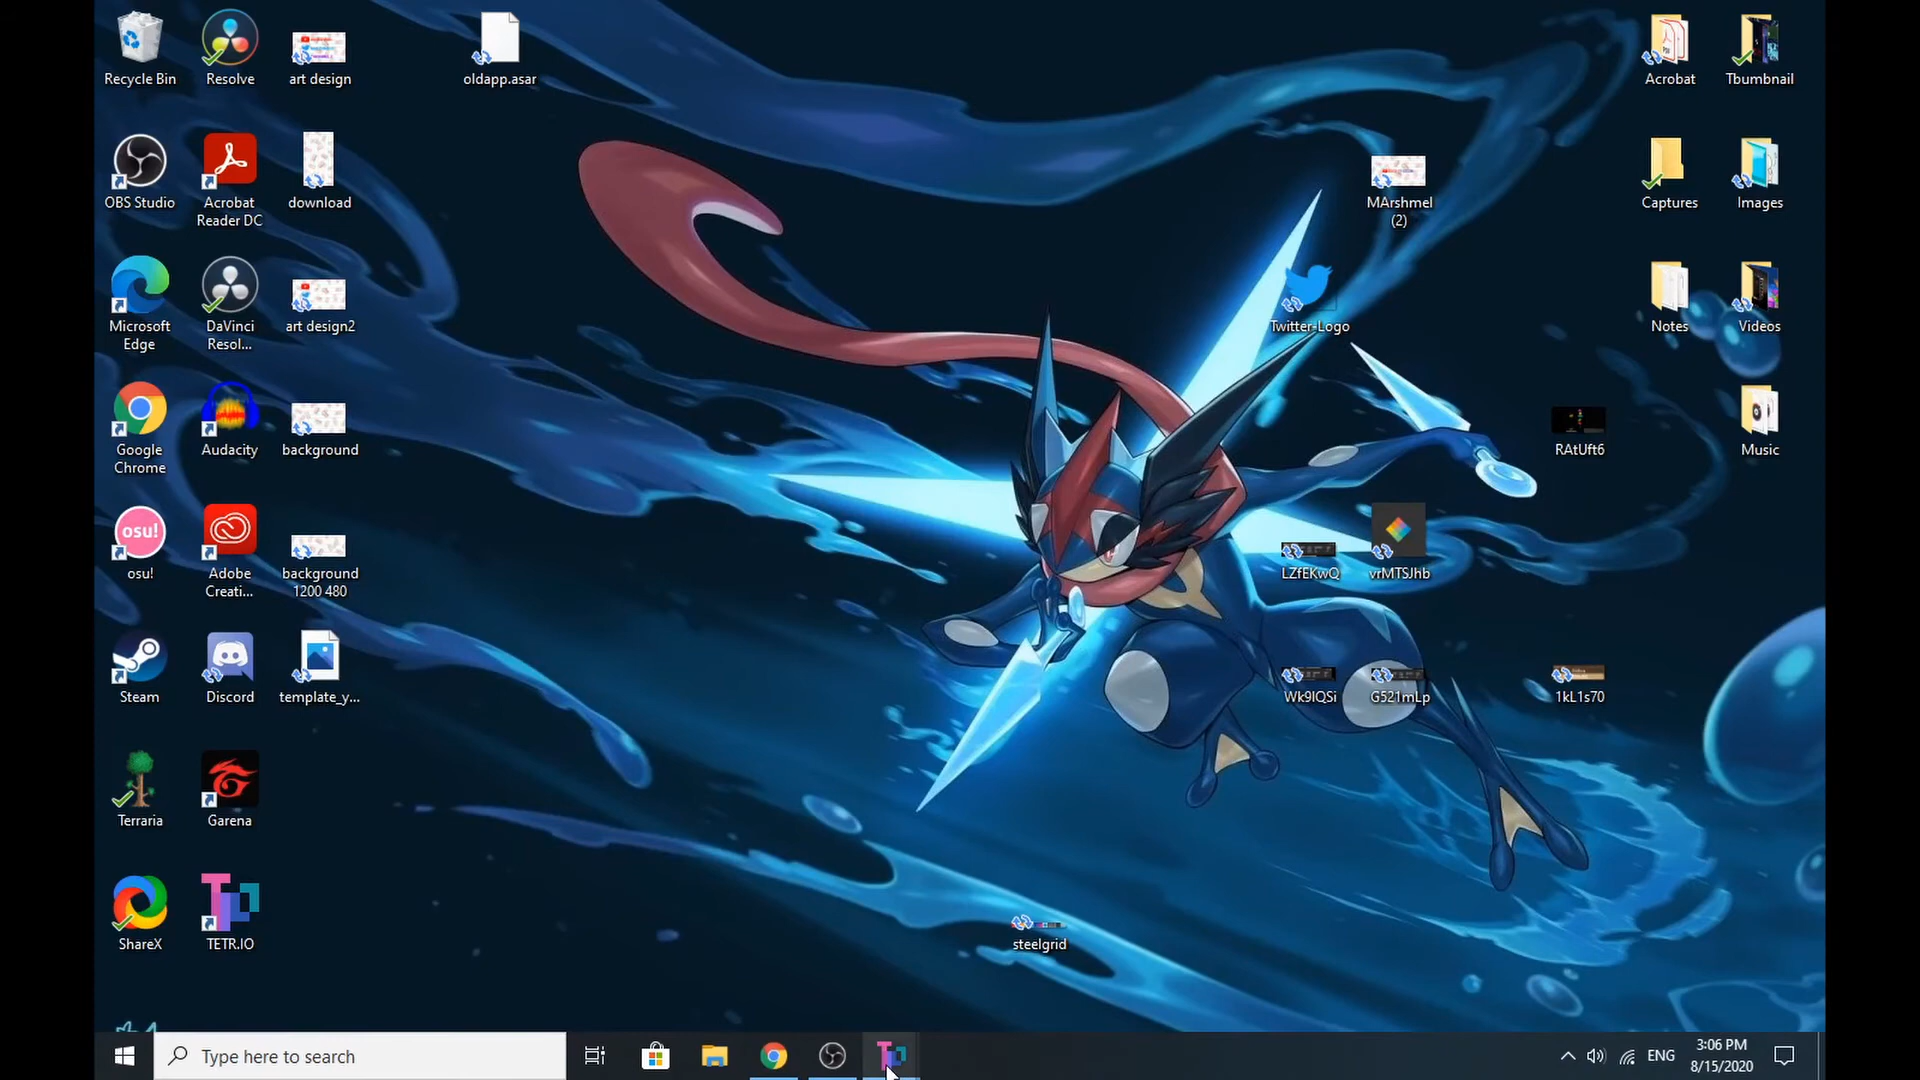 Recycle Bin
Resolve
art design
oldapp.asar
Acrobat
Tbumbnail
OBS Studio
Acrobat
Reader DC
download
MArshmel
(2)
Captures
Images
Microsoft
Edge
DaVinci
Resol...
art design2
Twitter-Logo
Notes
Videos
Google
Chrome
Audacity
background
RAtUft6
Music
osu!
osu!
Adobe
Creati...
background
1200 480
LZfEKwQ
vrMTSJhb
Steam
Discord
template_y...
Wk9IQSi
G521mLp
1kL1s70
Terraria
Garena
ShareX
TETR.IO
steelgrid
Type here to search
ENG
3:06 PM
8/15/2020